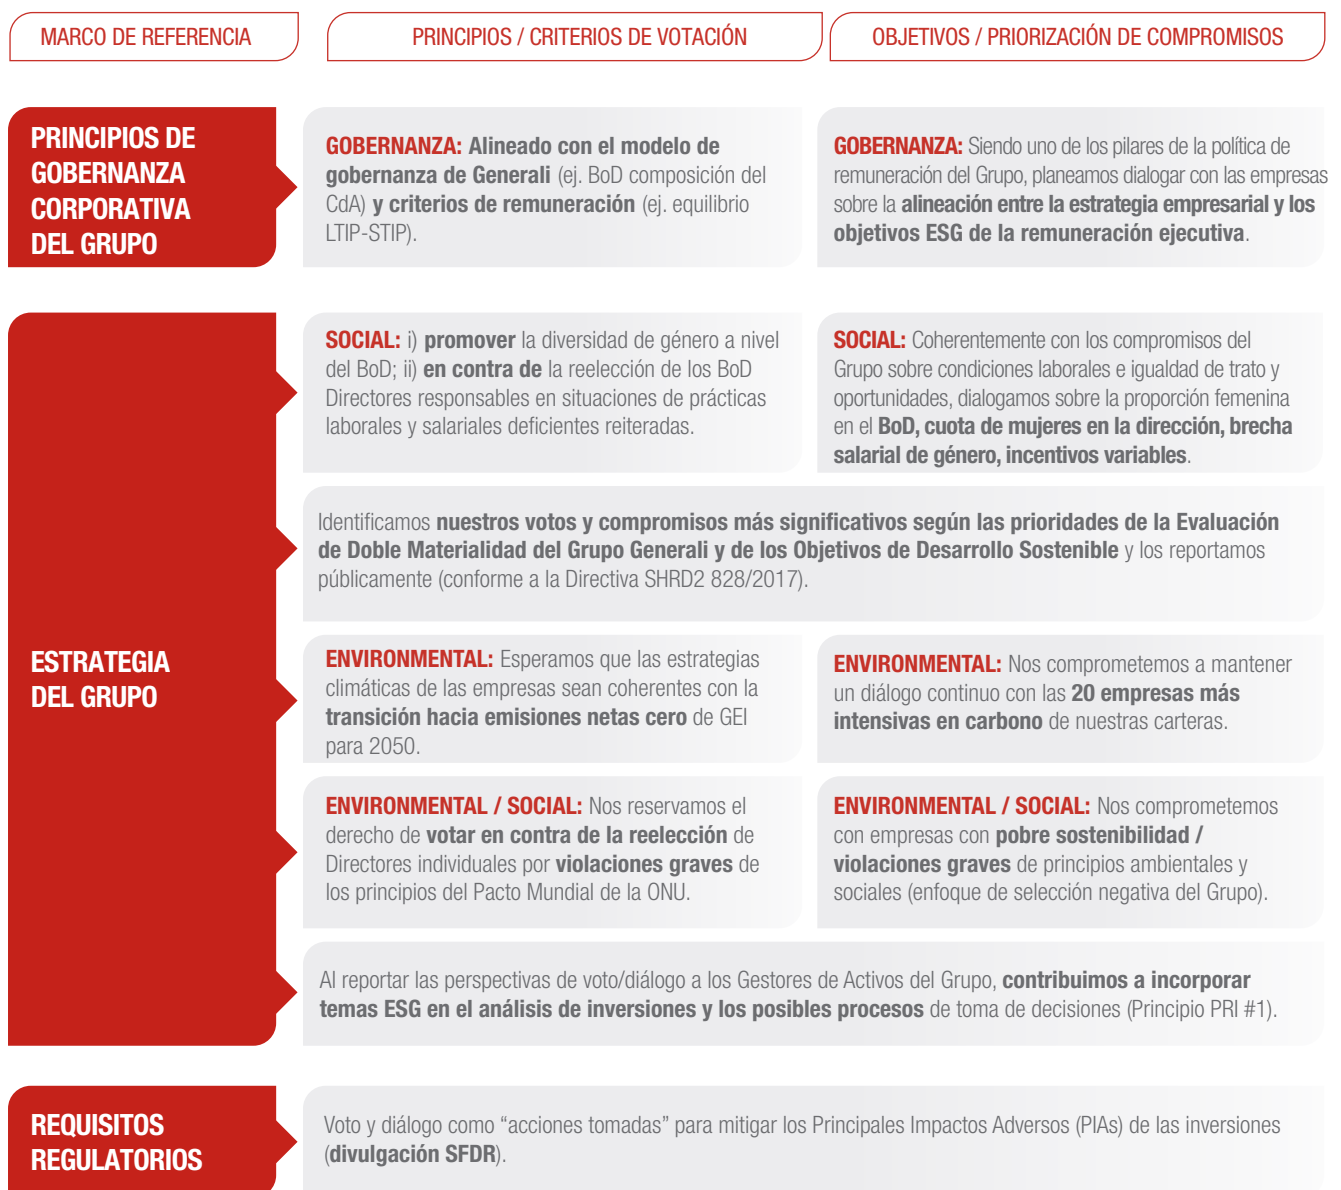 MARCO DE REFERENCIA
PRINCIPIOS / CRITERIOS DE VOTACIÓN
OBJETIVOS / PRIORIZACIÓN DE COMPROMISOS
PRINCIPIOS DE
GOBERNANZA
CORPORATIVA
DEL GRUPO
GOBERNANZA: Alineado con el modelo de
gobernanza de Generali (ej. BoD composición del
CdA) y criterios de remuneración (ej. equilibrio
LTIP-STIP).
GOBERNANZA: Siendo uno de los pilares de la política de
remuneración del Grupo, planeamos dialogar con las empresas
sobre la alineación entre la estrategia empresarial y los
objetivos ESG de la remuneración ejecutiva.
ESTRATEGIA
DEL GRUPO
SOCIAL: i) promover la diversidad de género a nivel
del BoD; ii) en contra de la reelección de los BoD
Directores responsables en situaciones de prácticas
laborales y salariales deficientes reiteradas.
SOCIAL: Coherentemente con los compromisos del
Grupo sobre condiciones laborales e igualdad de trato y
oportunidades, dialogamos sobre la proporción femenina
en el BoD, cuota de mujeres en la dirección, brecha
salarial de género, incentivos variables.
Identificamos nuestros votos y compromisos más significativos según las prioridades de la Evaluación
de Doble Materialidad del Grupo Generali y de los Objetivos de Desarrollo Sostenible y los reportamos
públicamente (conforme a la Directiva SHRD2 828/2017).
ENVIRONMENTAL: Esperamos que las estrategias
climáticas de las empresas sean coherentes con la
transición hacia emisiones netas cero de GEI
para 2050.
ENVIRONMENTAL: Nos comprometemos a mantener
un diálogo continuo con las 20 empresas más
intensivas en carbono de nuestras carteras.
ENVIRONMENTAL / SOCIAL: Nos reservamos el
derecho de votar en contra de la reelección de
Directores individuales por violaciones graves de
los principios del Pacto Mundial de la ONU.
ENVIRONMENTAL / SOCIAL: Nos comprometemos
con empresas con pobre sostenibilidad /
violaciones graves de principios ambientales y
sociales (enfoque de selección negativa del Grupo).
Al reportar las perspectivas de voto/diálogo a los Gestores de Activos del Grupo, contribuimos a incorporar
temas ESG en el análisis de inversiones y los posibles procesos de toma de decisiones (Principio PRI #1).
REQUISITOS
REGULATORIOS
Voto y diálogo como “acciones tomadas” para mitigar los Principales Impactos Adversos (PIAs) de las inversiones
(divulgación SFDR).